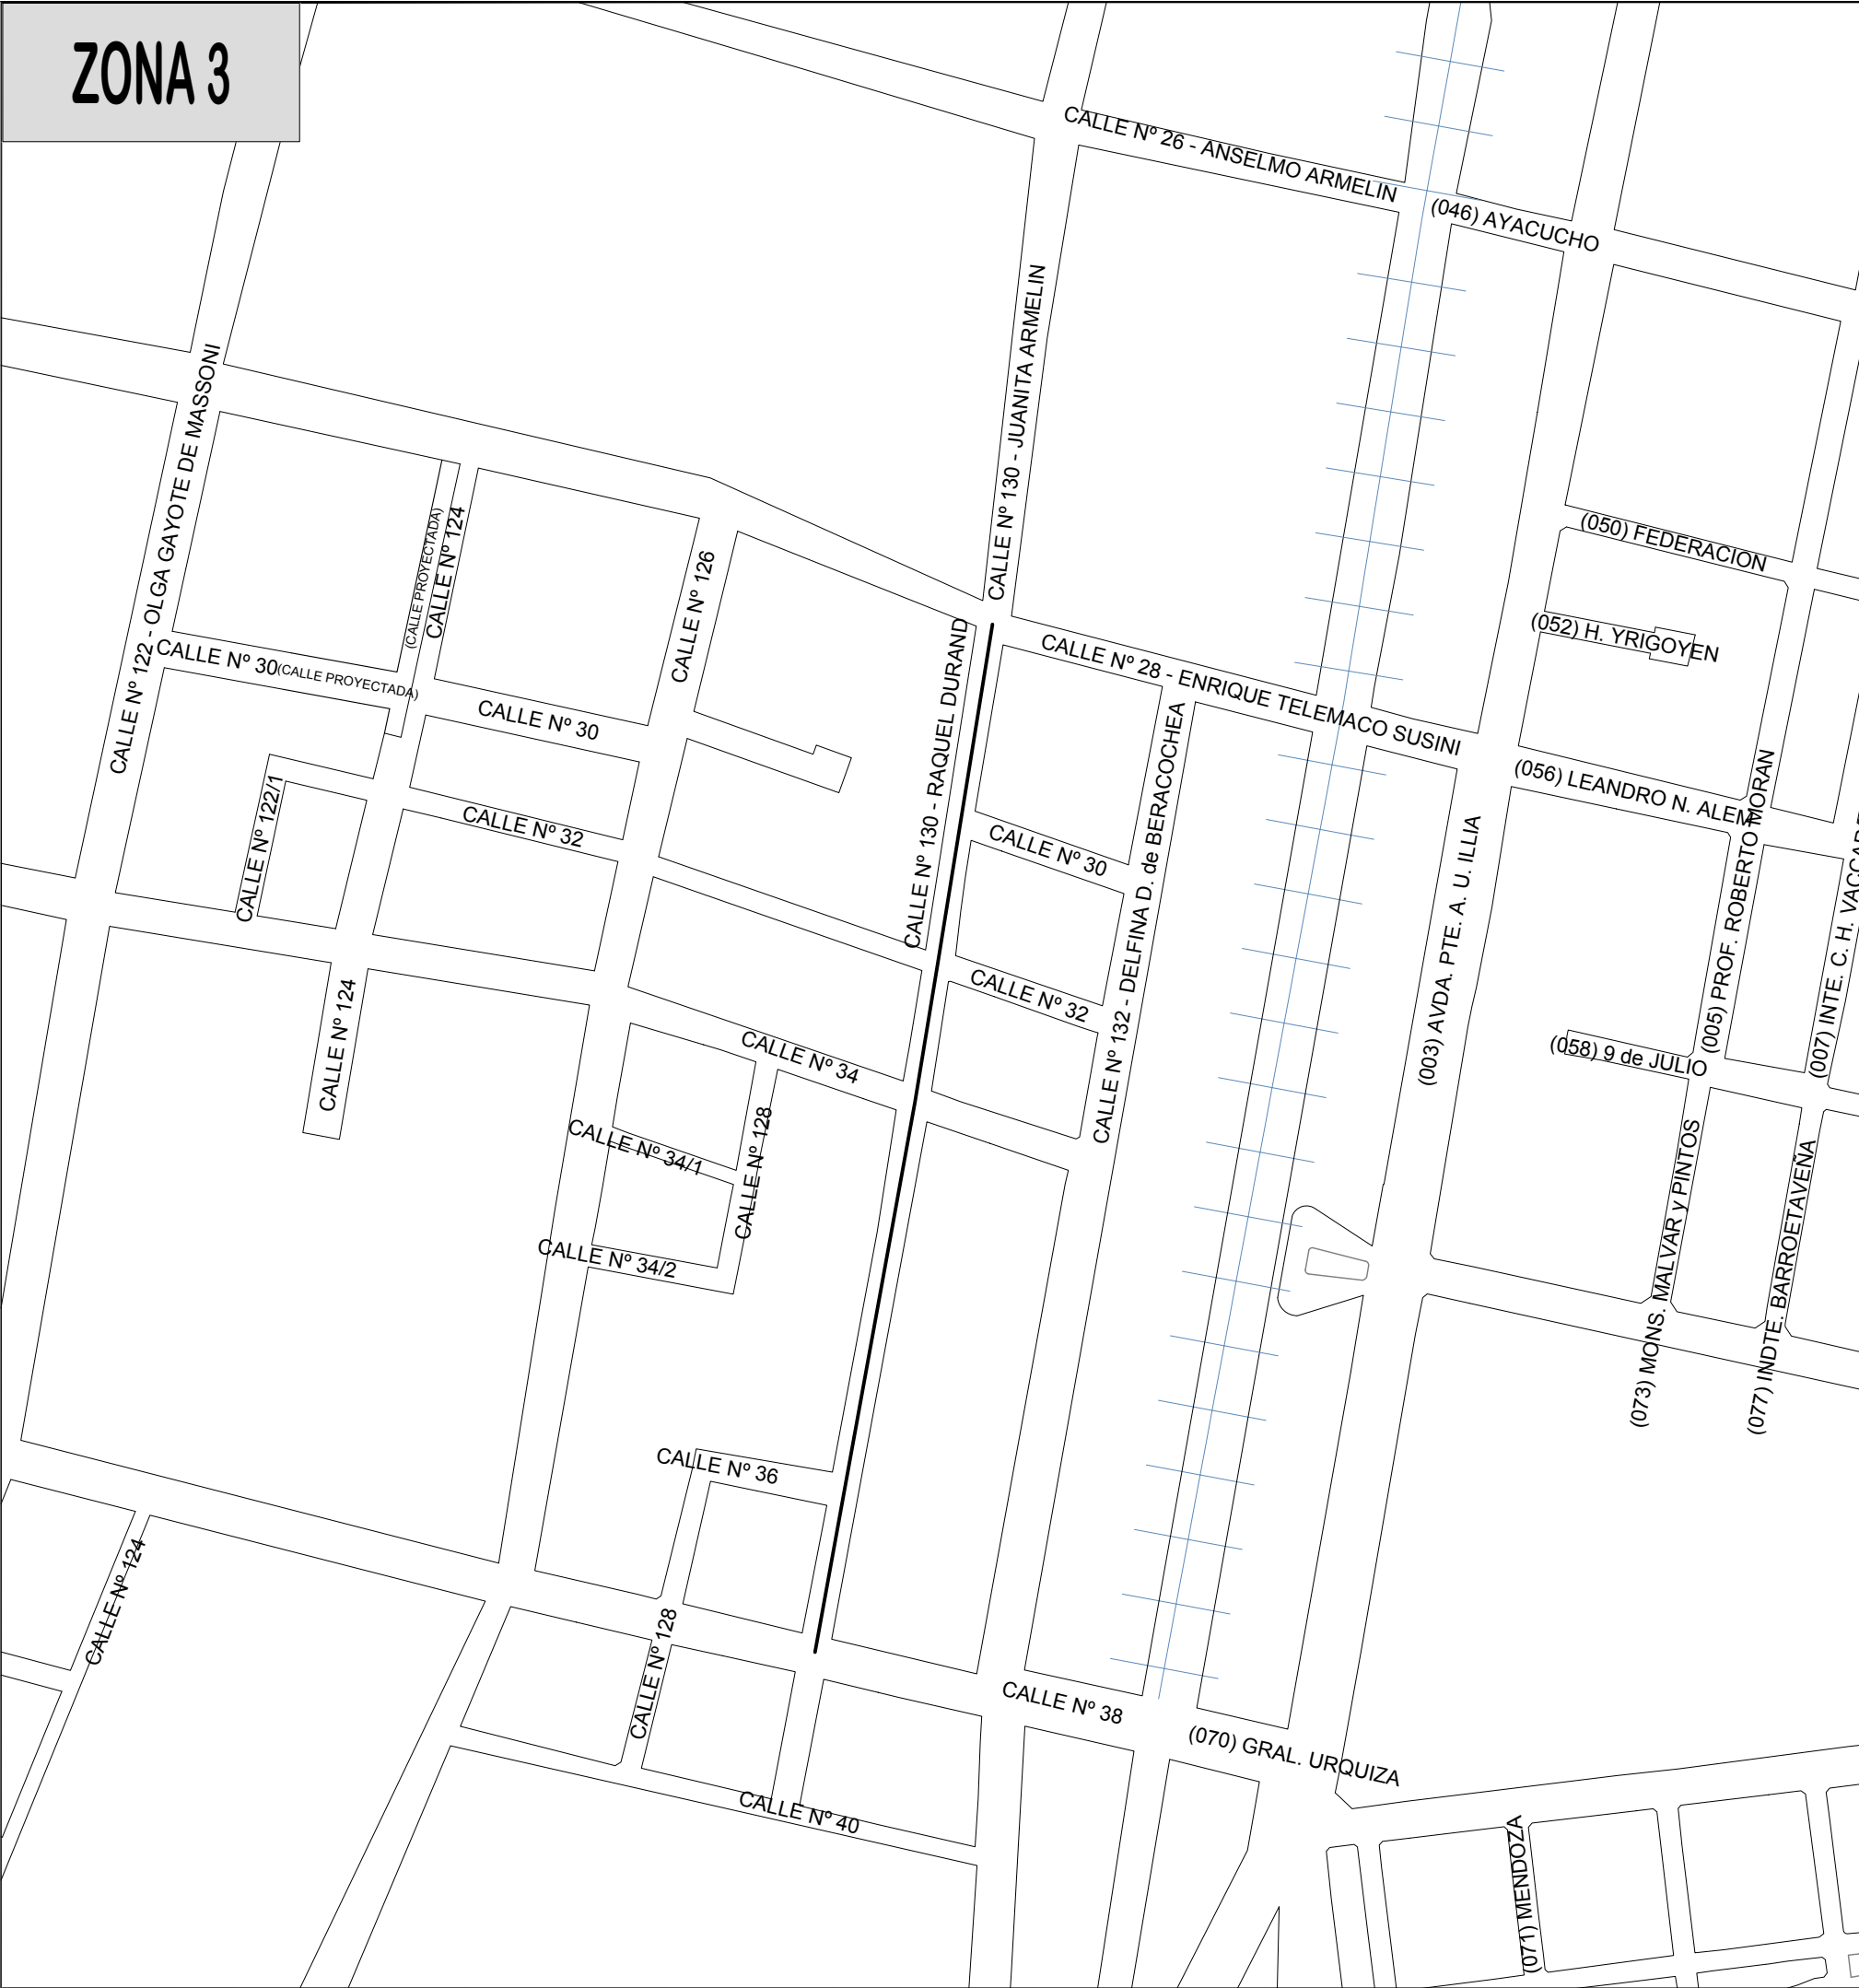 ZONA 3
CALLE Nº 26 - ANSELMO ARMELIN
(046) AYACUCHO
CALLE Nº 130 - JUANITA ARMELIN
CALLE Nº 122 - OLGA GAYOTE DE MASSONI
(CALLE PROYECTADA)
CALLE Nº 124
CALLE Nº 126
(050) FEDERACION
(052) H. YRIGOYEN
CALLE Nº 30 (CALLE PROYECTADA)
CALLE Nº 30
CALLE Nº 130 - RAQUEL DURAND
CALLE Nº 28 - ENRIQUE TELEMACO SUSINI
(056) LEANDRO N. ALEM
CALLE Nº 122/1
CALLE Nº 32
CALLE Nº 30
CALLE Nº 132 - DELFINA D. de BERACOCHEA
(003) AVDA. PTE. A. U. ILLIA
(005) PROF. ROBERTO MORAN
(007) INTE. C. H. VACCAR
CALLE Nº 32
CALLE Nº 124
CALLE Nº 34
(058) 9 de JULIO
CALLE Nº 34/1
CALLE Nº 128
(073) MONS. MALVAR y PINTOS
(077) INDTE. BARROETAVEÑA
CALLE Nº 34/2
CALLE Nº 36
CALLE Nº 124
CALLE Nº 128
CALLE Nº 38
(070) GRAL. URQUIZA
CALLE Nº 40
(071) MENDOZA